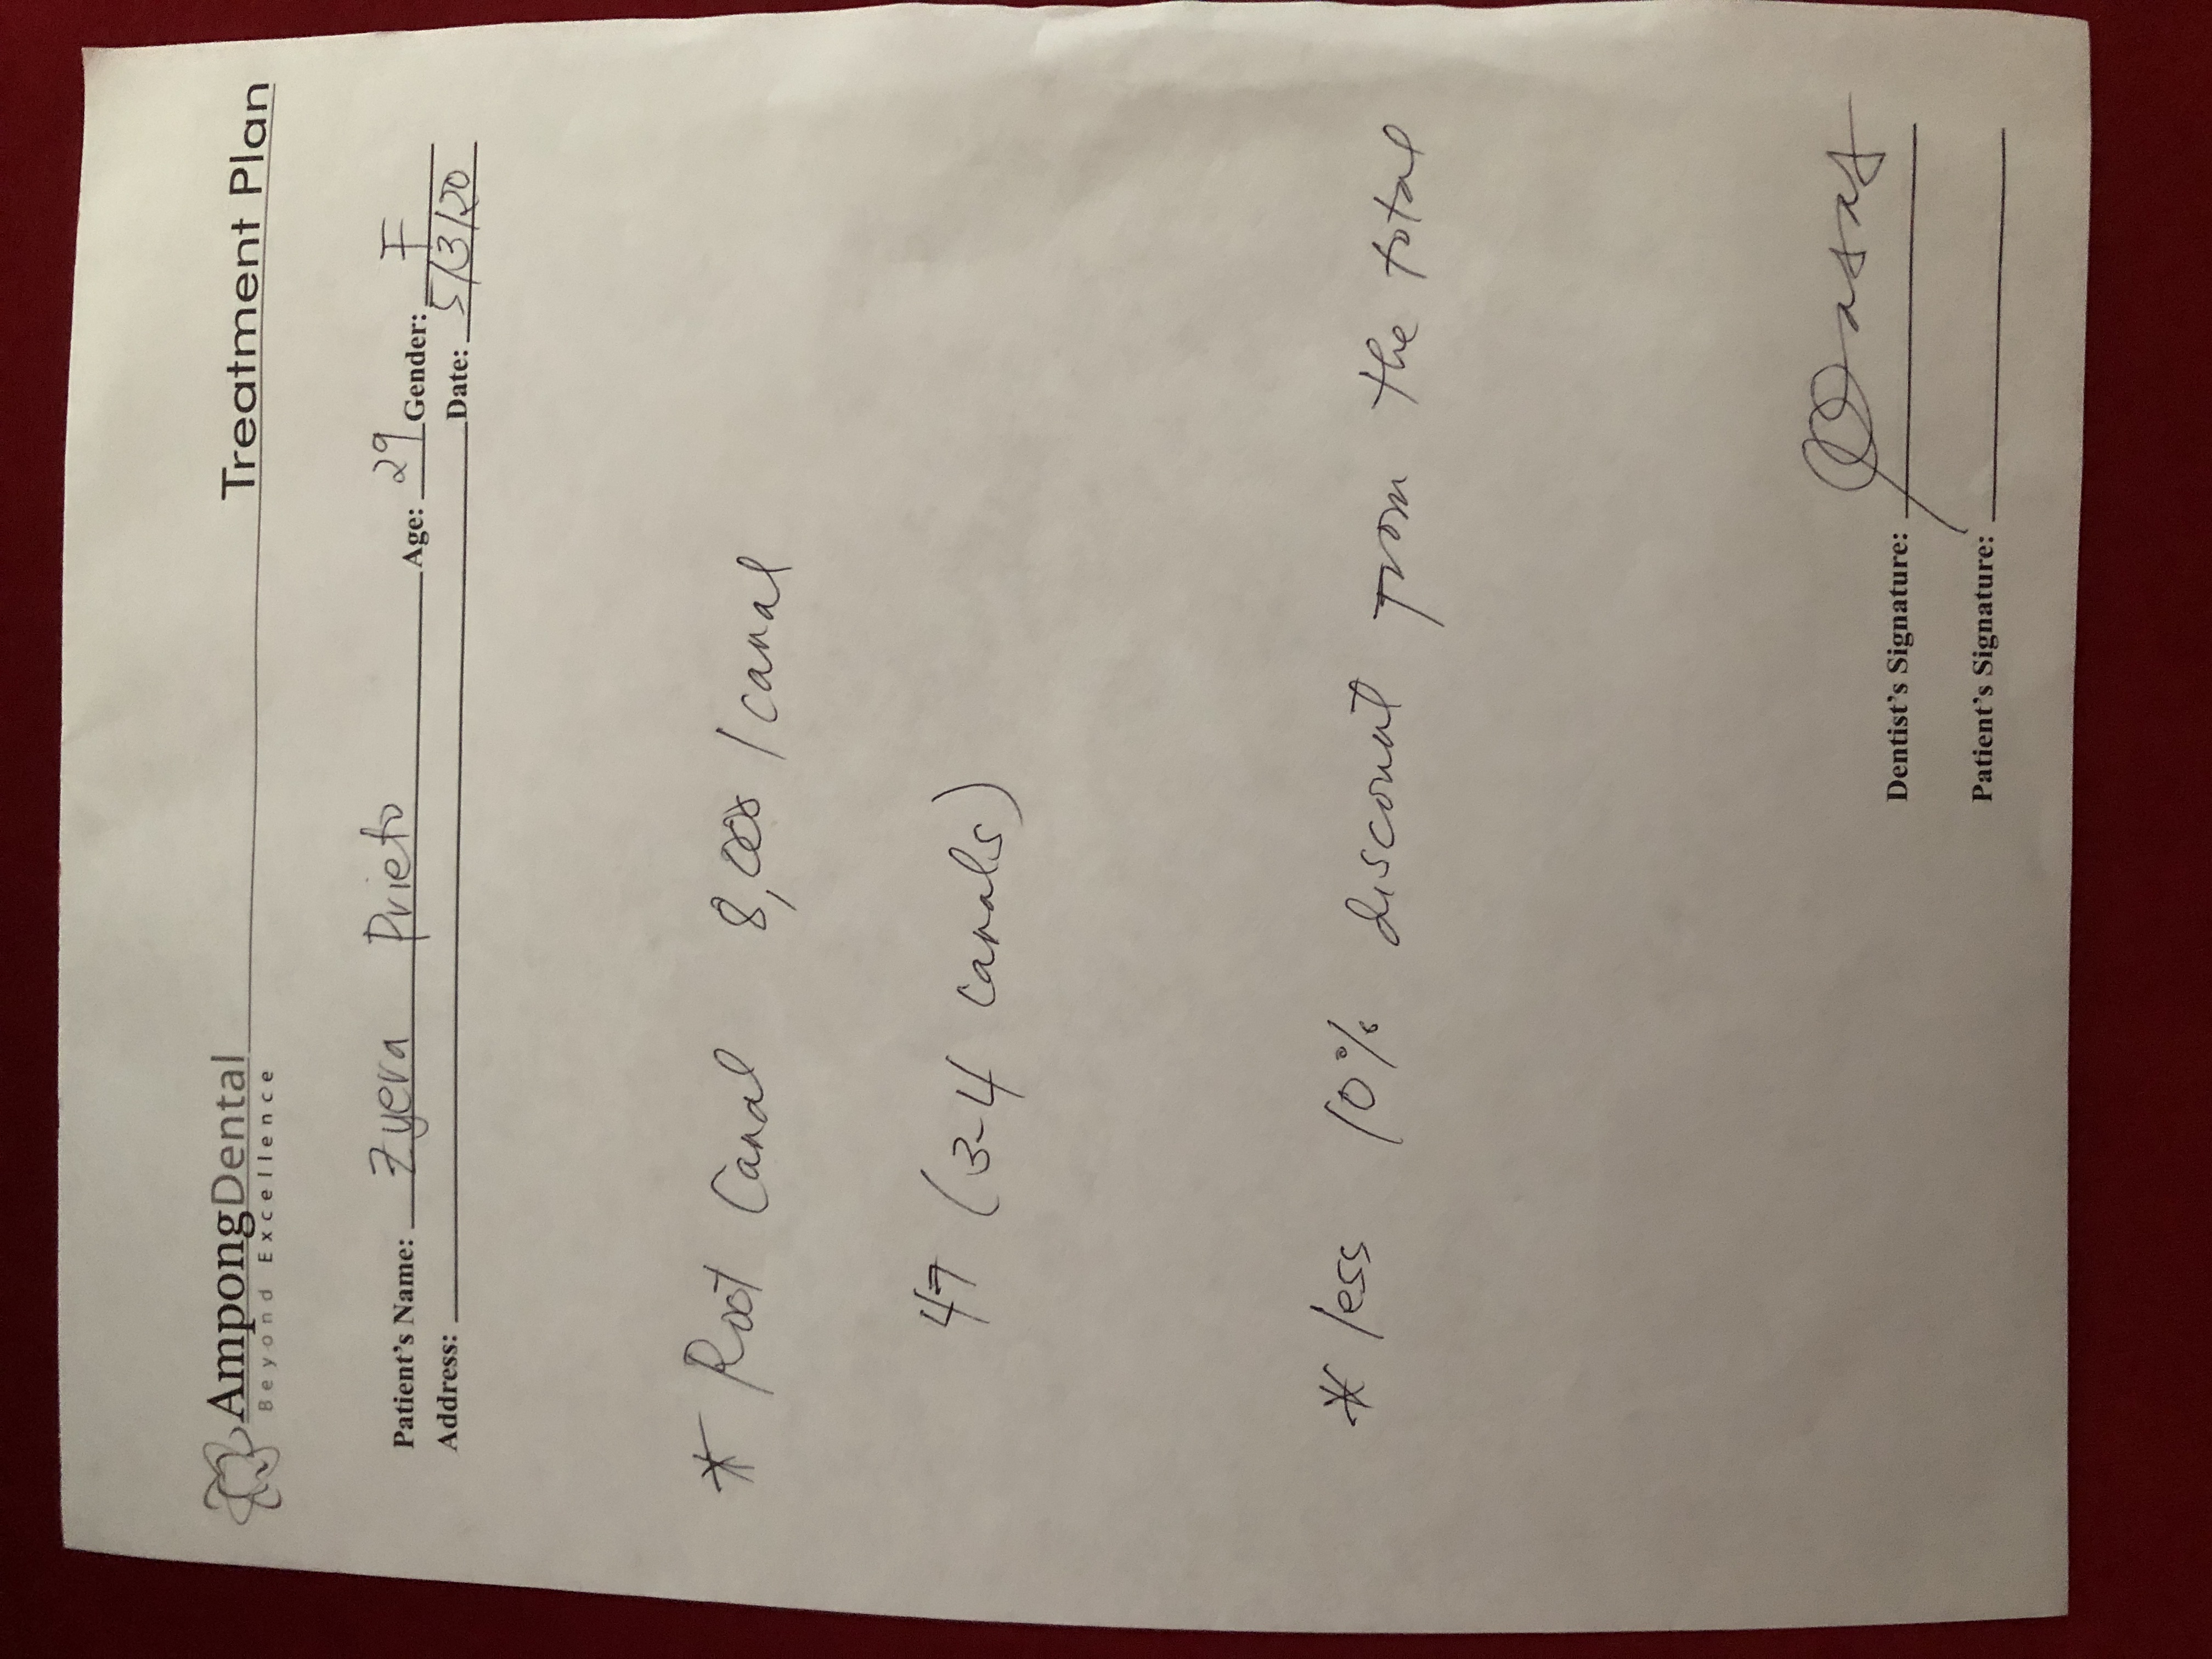 AmpongDental Treatment Plan
Beyond Excellence
Patient's Name: Zyera Prieto Age: 29 Gender: F
Address: Date: 5/3/20
* Root Canal 8,000 / canal
47 (3-4 canals)
* less 10% discount from the total
Dentist's Signature:
Patient's Signature: